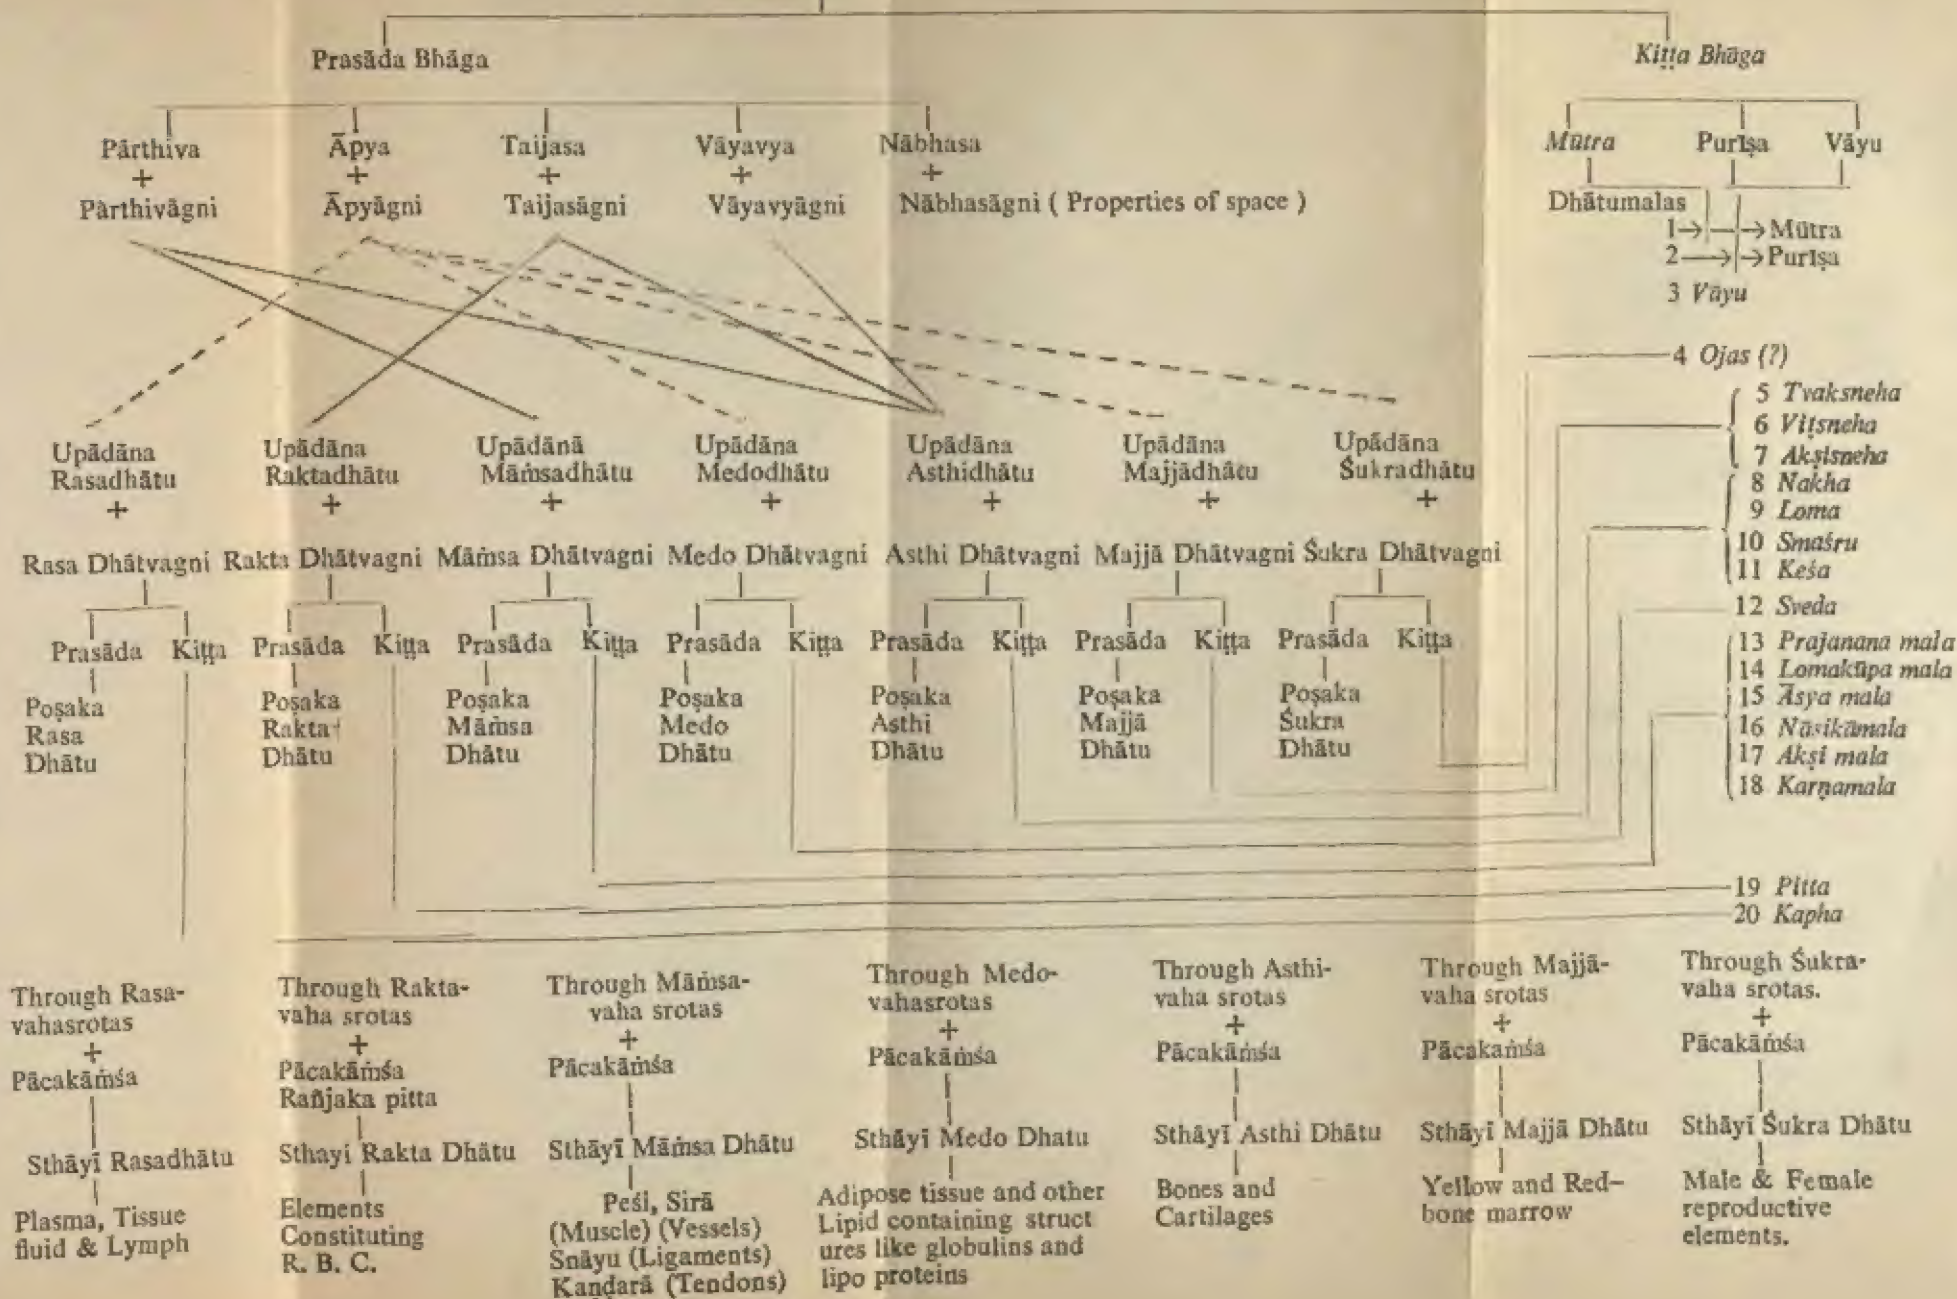 Prasāda Bhāga
Kiṭṭa Bhāga
Pârthiva Āpya Taijasa Vāyavya Nābhasa
+ + + + +
Pàrthivāgni Āpyāgni Taijasāgni Vāyavyāgni Nābhasāgni ( Properties of space )
Mūtra Purīṣa Vāyu
Dhātumalas
1→ → Mūtra
2→ → Purīṣa
3 Vāyu
4 Ojas (?)
5 Tvaksneha
6 Viṭsneha
7 Akṣisneha
8 Nakha
9 Loma
10 Smaśru
11 Keśa
12 Sveda
13 Prajanana mala
14 Lomakūpa mala
15 Āsya mala
16 Nāsikāmala
17 Akṣi mala
18 Karṇamala
19 Pitta
20 Kapha
Upādāna Upādāna Upādānā Upādāna Upādāna Upādāna Upādāna
Rasadhātu Raktadhātu Māṁsadhātu Medodhātu Asthidhātu Majjādhātu Śukradhātu
+ + + + + + +
Rasa Dhātvagni Rakta Dhātvagni Māṁsa Dhātvagni Medo Dhātvagni Asthi Dhātvagni Majjā Dhātvagni Śukra Dhātvagni
Prasāda Kiṭṭa Prasāda Kiṭṭa Prasāda Kiṭṭa Prasāda Kiṭṭa Prasāda Kiṭṭa Prasāda Kiṭṭa Prasāda Kiṭṭa
Poṣaka Poṣaka Poṣaka Poṣaka Poṣaka Poṣaka Poṣaka
Rasa Rakta Māṁsa Medo Asthi Majjā Śukra
Dhātu Dhātu Dhātu Dhātu Dhātu Dhātu Dhātu
Through Rasa-
vahasrotas
+
Pācakāṁśa
Sthāyī Rasadhātu
Plasma, Tissue
fluid & Lymph
Through Rakta-
vaha srotas
+
Pācakāṁśa
Rañjaka pitta
Sthayi Rakta Dhātu
Elements
Constituting
R. B. C.
Through Māṁsa-
vaha srotas
+
Pācakāṁśa
Sthāyī Māṁsa Dhātu
Peśī, Sirā
(Muscle) (Vessels)
Snāyu (Ligaments)
Kaṇḍarā (Tendons)
Through Medo-
vahasrotas
+
Pācakāṁśa
Sthāyī Medo Dhatu
Adipose tissue and other
Lipid containing struct
ures like globulins and
lipo proteins
Through Asthi-
vaha srotas
+
Pācakāṁśa
Sthāyī Asthi Dhātu
Bones and
Cartilages
Through Majjā-
vaha srotas
+
Pācakaṁśa
Sthāyī Majjā Dhātu
Yellow and Red-
bone marrow
Through Śukra-
vaha srotas.
+
Pācakāṁśa
Sthāyī Śukra Dhātu
Male & Female
reproductive
elements.